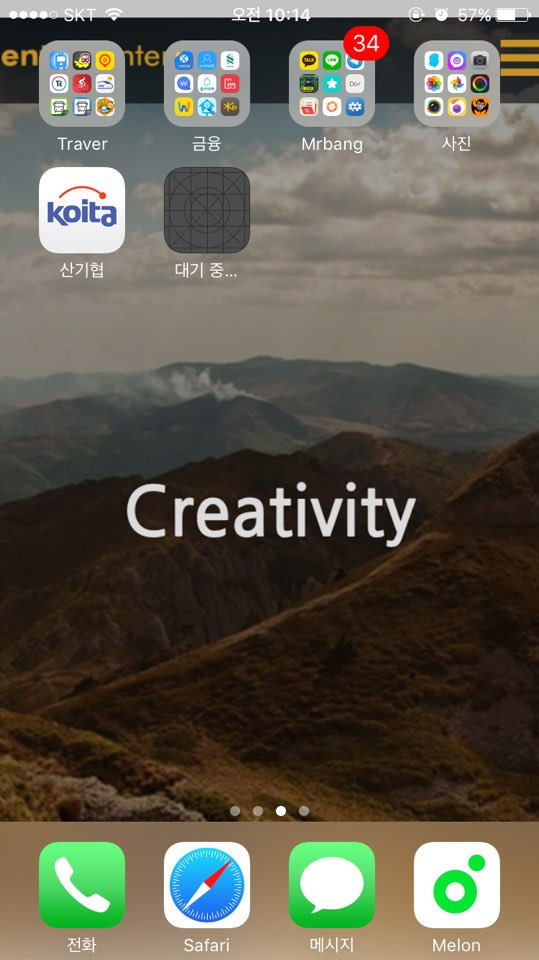 SKT 오전 10:14 57%
34
Traver 금융 Mrbang 사진
koita
산기협 대기 중...
Creativity
전화 Safari 메시지 Melon